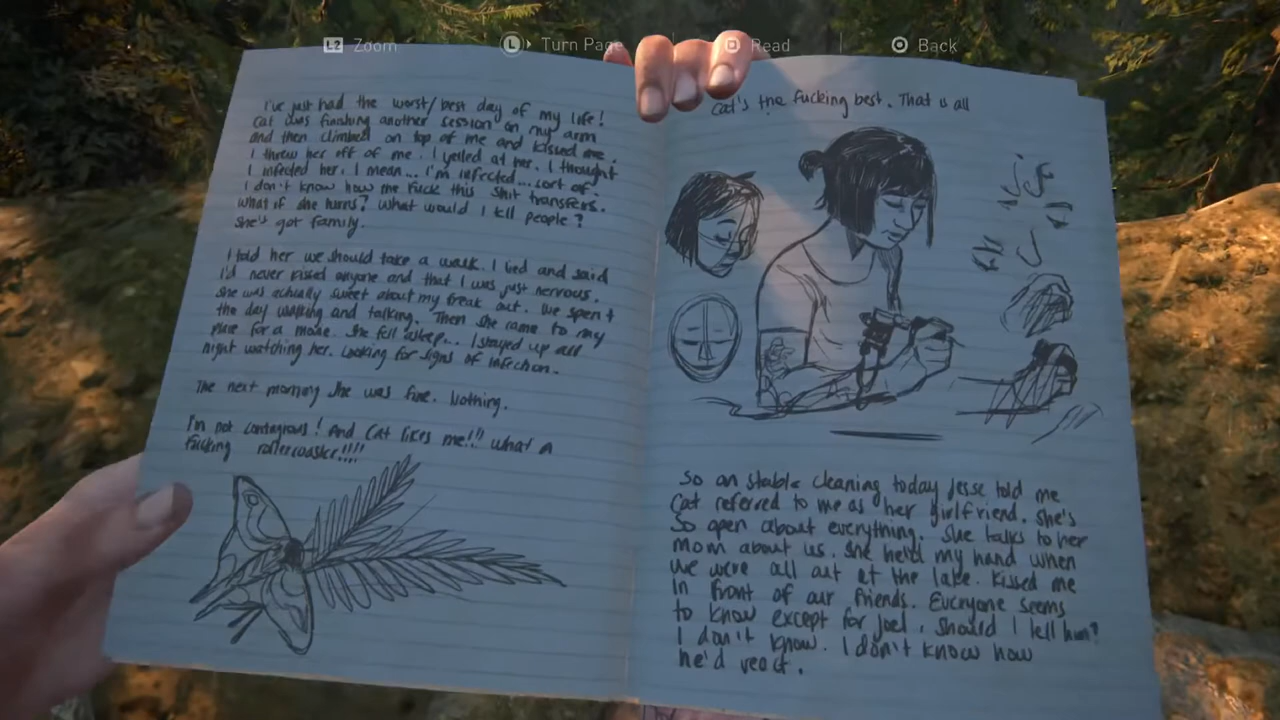 L2 Zoom
L Turn Page
Read
Back
I've just had the worst/best day of my life!
Cat was finishing another session on my arm
and then climbed on top of me and kissed me.
I threw her off of me. I yelled at her. I thought
I infected her. I mean... I'm infected... sort of.
I don't know how the fuck this shit transfers.
What if she turns? What would I tell people?
She's got family.
I told her we should take a walk. I lied and said
I'd never kissed anyone and that I was just nervous.
She was actually sweet about my freak out. We spent
the day walking and talking. Then she came to my
place for a movie. She fell asleep... I stayed up all
night watching her. Looking for signs of infection.
The next morning she was fine. Nothing.
I'm not contagious! And Cat likes me!!! What a
fucking rollercoaster!!!!
Cat's the fucking best. That is all
So on stable cleaning today Jesse told me
Cat referred to me as her girlfriend. She's
So open about everything. She talks to her
mom about us. She held my hand when
we were all out at the lake. Kissed me
in front of our friends. Everyone seems
to know except for Joel. Should I tell him?
I don't know. I don't know how
he'd react.